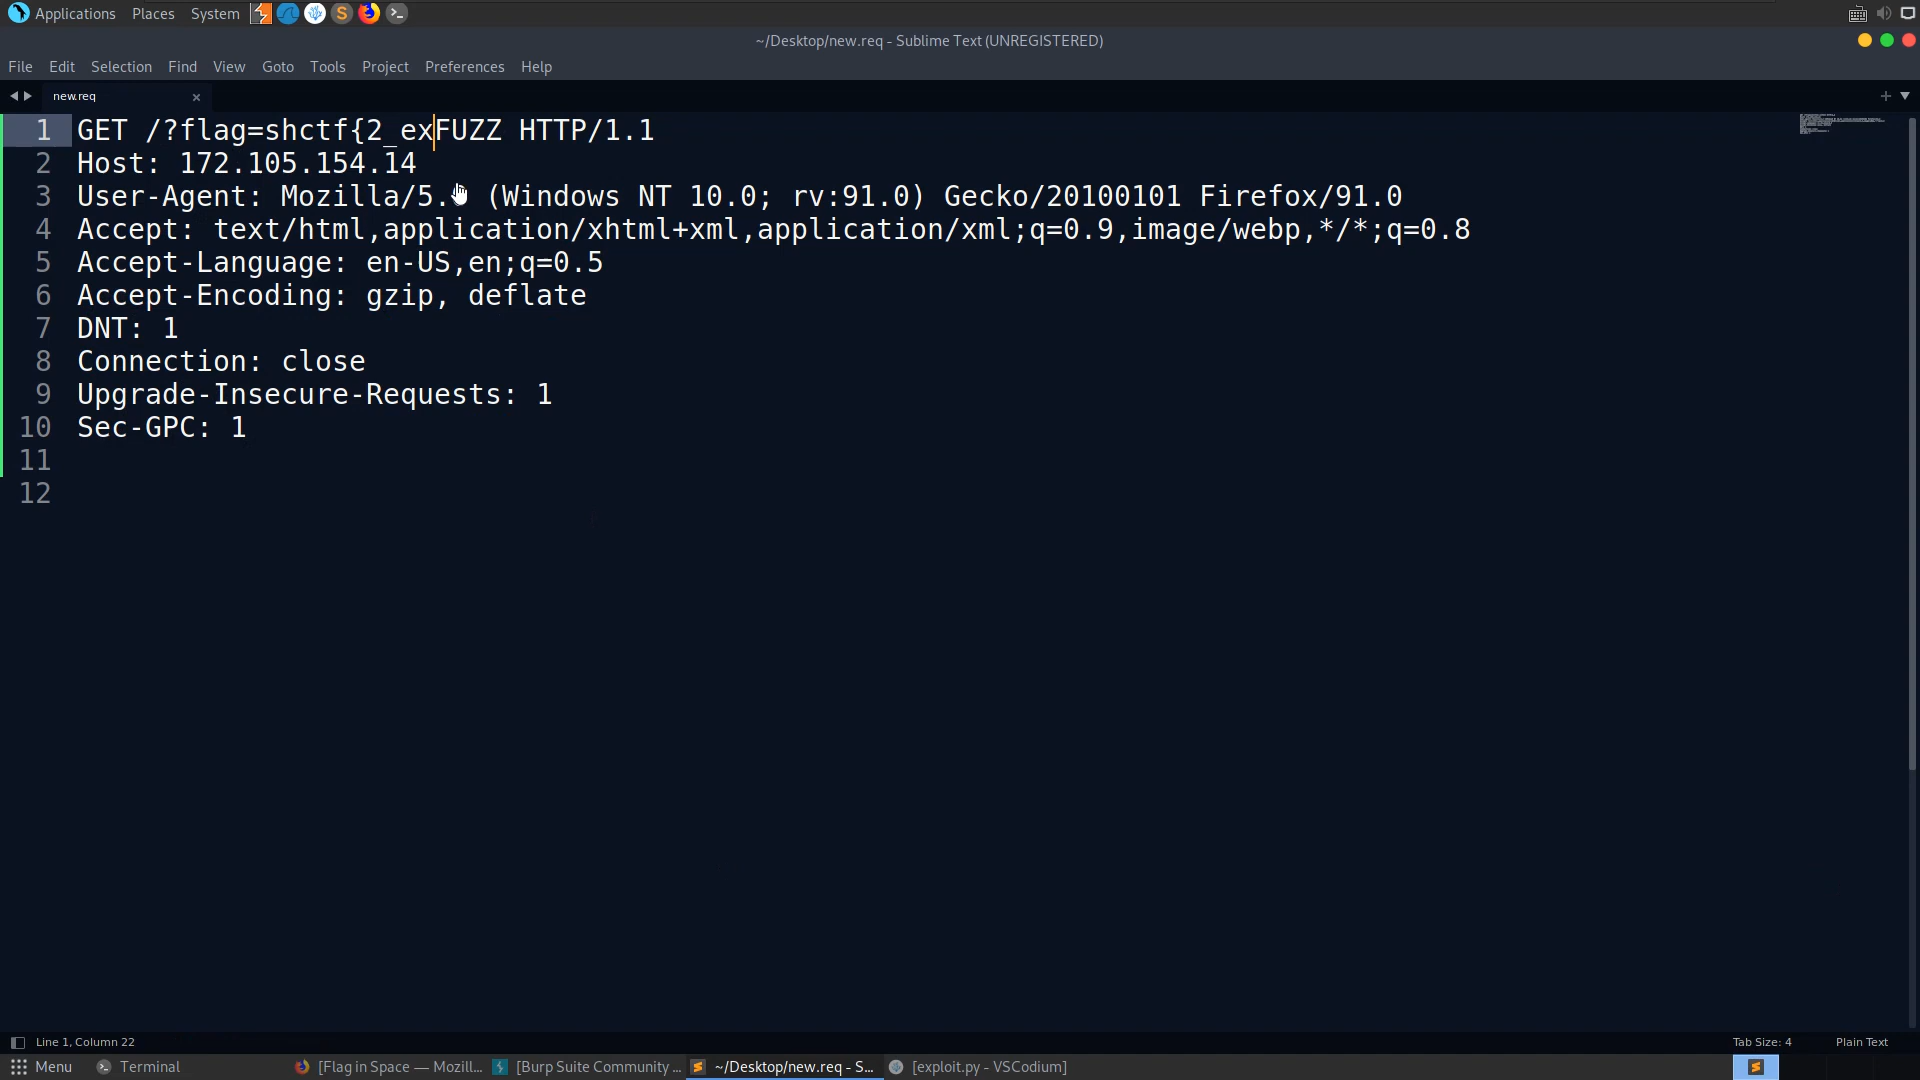 Applications Places System
~/Desktop/new.req - Sublime Text (UNREGISTERED)
File Edit Selection Find View Goto Tools Project Preferences Help
new.req
1 GET /?flag=shctf{2_exFUZZ HTTP/1.1
2 Host: 172.105.154.14
3 User-Agent: Mozilla/5. (Windows NT 10.0; rv:91.0) Gecko/20100101 Firefox/91.0
4 Accept: text/html,application/xhtml+xml,application/xml;q=0.9,image/webp,*/*;q=0.8
5 Accept-Language: en-US,en;q=0.5
6 Accept-Encoding: gzip, deflate
7 DNT: 1
8 Connection: close
9 Upgrade-Insecure-Requests: 1
10 Sec-GPC: 1
11
12
Line 1, Column 22 Tab Size: 4 Plain Text
Menu Terminal [Flag in Space — Mozill... [Burp Suite Community ... ~/Desktop/new.req - S... [exploit.py - VSCodium]